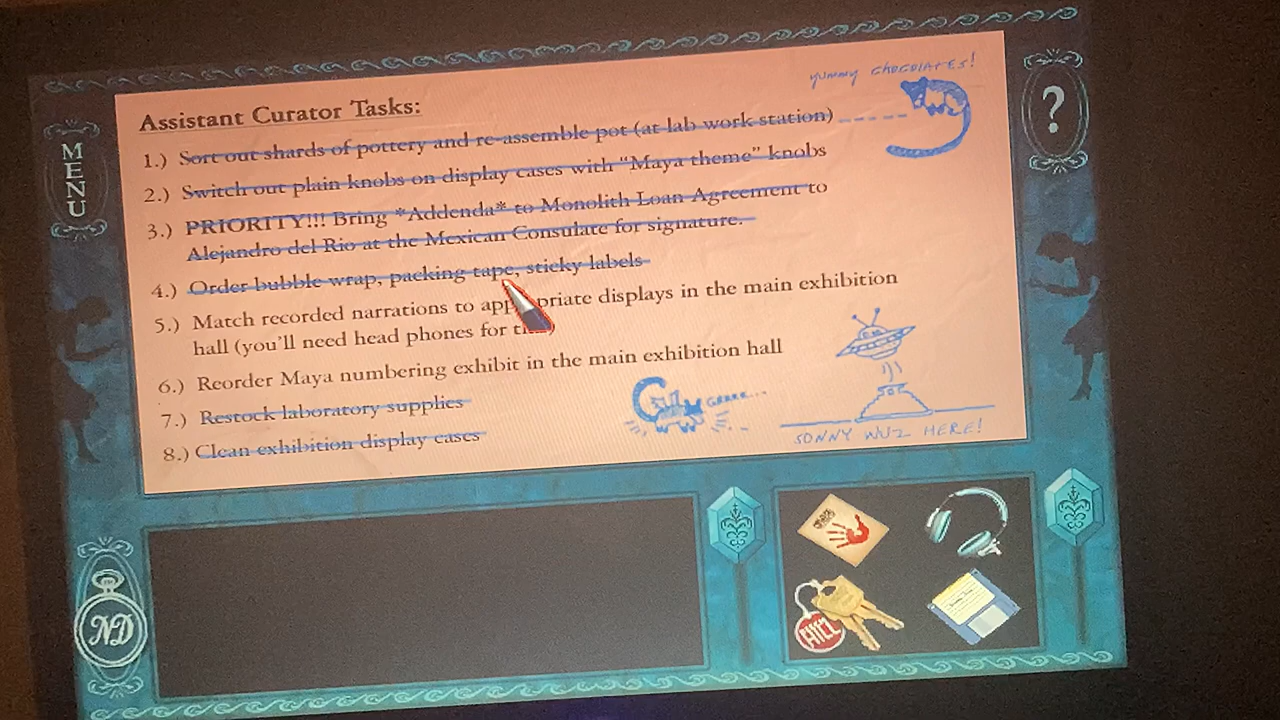 yummy chocolates!
Assistant Curator Tasks:
1.) Sort out shards of pottery and re-assemble pot (at lab work station)
2.) Switch out plain knobs on display cases with “Maya theme” knobs
3.) PRIORITY!!! Bring *Addenda* to Monolith Loan Agreement to
Alejandro del Rio at the Mexican Consulate for signature.
4.) Order bubble wrap, packing tape, sticky labels
5.) Match recorded narrations to appropriate displays in the main exhibition
hall (you’ll need head phones for
6.) Reorder Maya numbering exhibit in the main exhibition hall
7.) Restock laboratory supplies
8.) Clean exhibition display cases
SONNY WUZ HERE!
MENU
?
ND